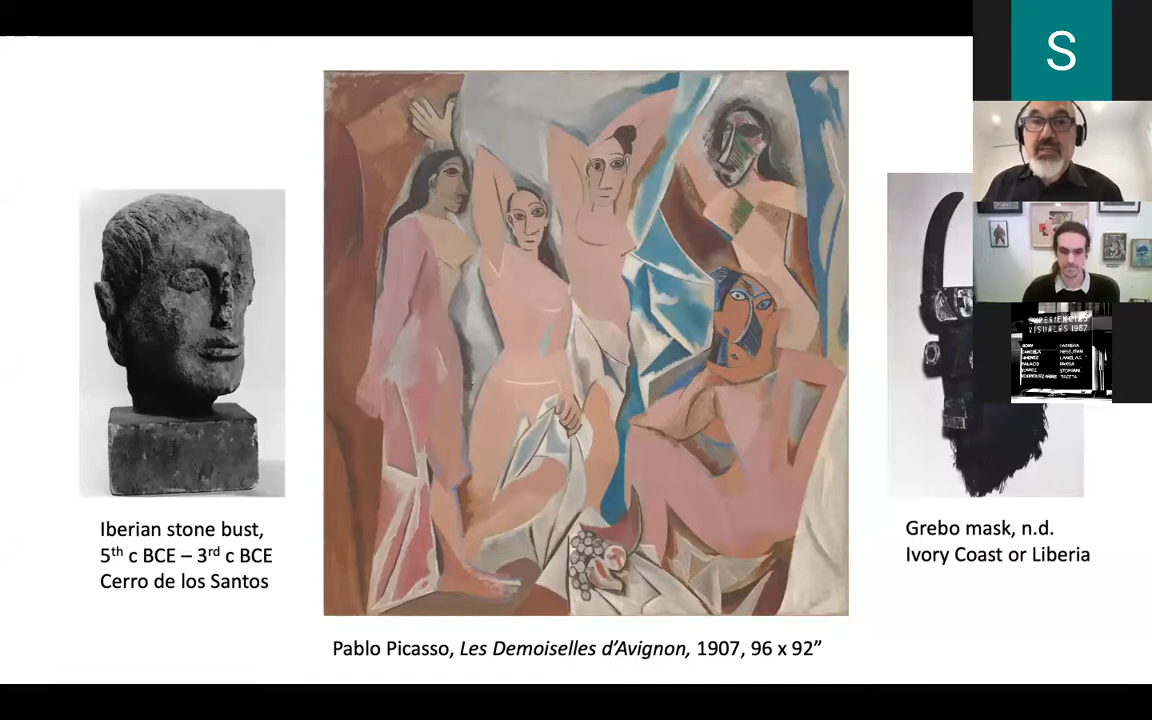 S
EXPERIENCIAS
VISUALES 1967
Iberian stone bust,
5th c BCE – 3rd c BCE
Cerro de los Santos
Grebo mask, n.d.
Ivory Coast or Liberia
Pablo Picasso, Les Demoiselles d’Avignon, 1907, 96 x 92”